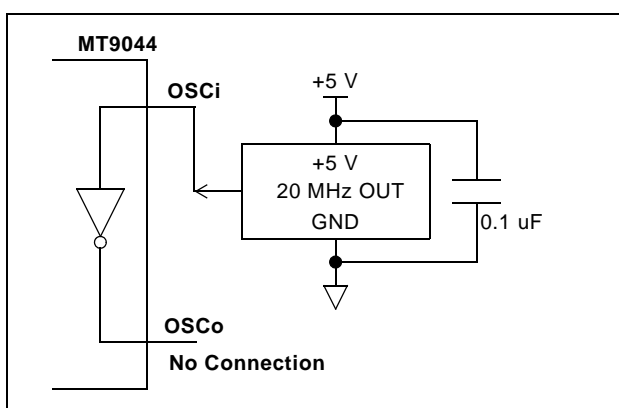 MT9044
OSCi
+5 V
+5 V
20 MHz OUT
GND
0.1 uF
OSCo
No Connection